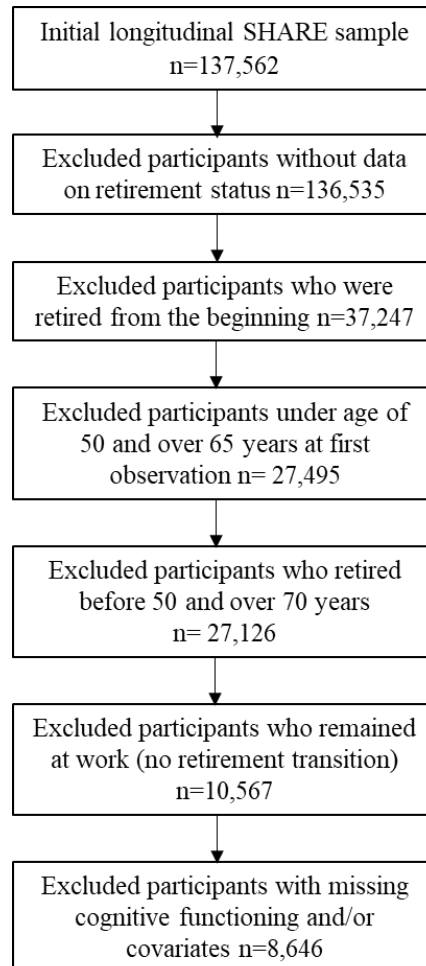 Initial longitudinal SHARE sample
n=137,562
Excluded participants without data
on retirement status n=136,535
Excluded participants who were
retired from the beginning n=37,247
Excluded participants under age of
50 and over 65 years at first
observation n= 27,495
Excluded participants who retired
before 50 and over 70 years
n= 27,126
Excluded participants who remained
at work (no retirement transition)
n=10,567
Excluded participants with missing
cognitive functioning and/or
covariates n=8,646